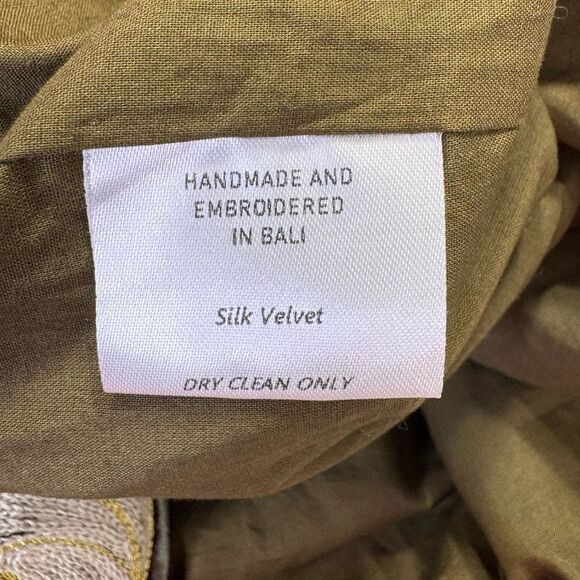 HANDMADE AND
EMBROIDERED
IN BALI
Silk Velvet
DRY CLEAN ONLY